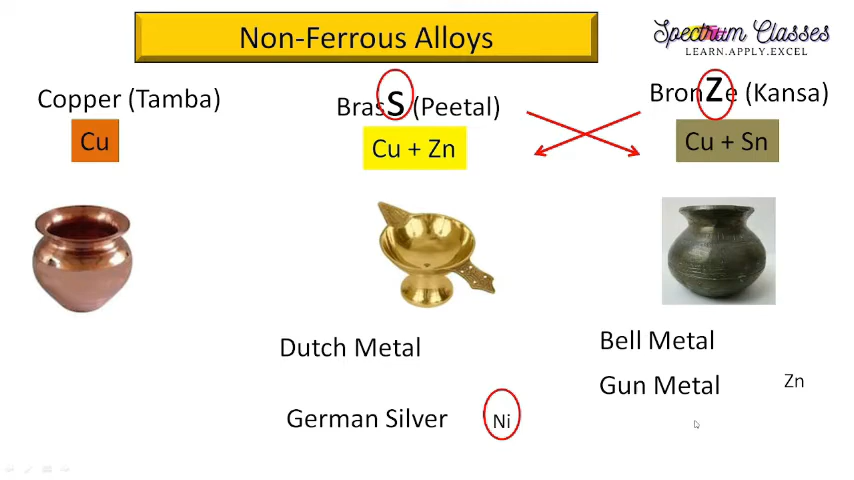 Non-Ferrous Alloys
Spectrum Classes
LEARN.APPLY.EXCEL
Copper (Tamba)
BrasS (Peetal)
BronZe (Kansa)
Cu
Cu + Zn
Cu + Sn
Dutch Metal
Bell Metal
Gun Metal
Zn
German Silver
Ni